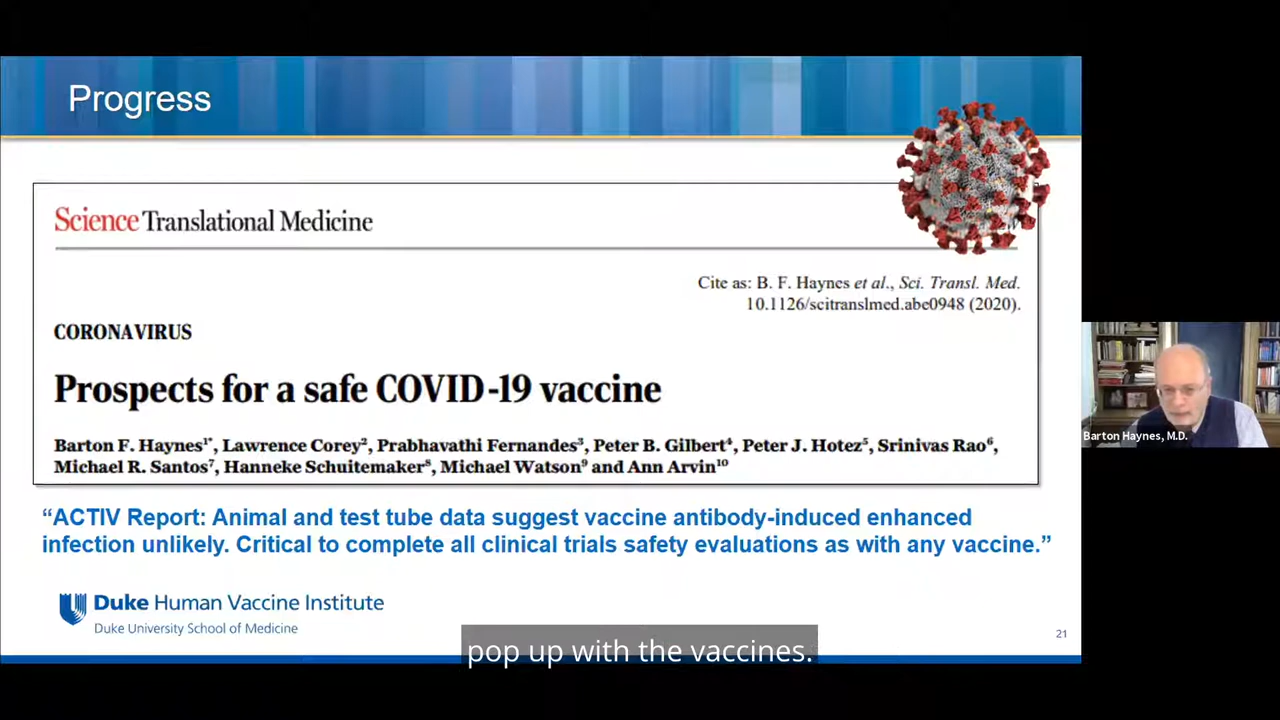 Progress
Science Translational Medicine
Cite as: B. F. Haynes et al., Sci. Transl. Med.
10.1126/scitranslmed.abe0948 (2020).
CORONAVIRUS
Prospects for a safe COVID-19 vaccine
Barton F. Haynes1*, Lawrence Corey2, Prabhavathi Fernandes3, Peter B. Gilbert4, Peter J. Hotez5, Srinivas Rao6,
Michael R. Santos7, Hanneke Schuitemaker8, Michael Watson9 and Ann Arvin10
“ACTIV Report: Animal and test tube data suggest vaccine antibody-induced enhanced
infection unlikely. Critical to complete all clinical trials safety evaluations as with any vaccine.”
Duke Human Vaccine Institute
Duke University School of Medicine
21
pop up with the vaccines.
Barton Haynes, M.D.